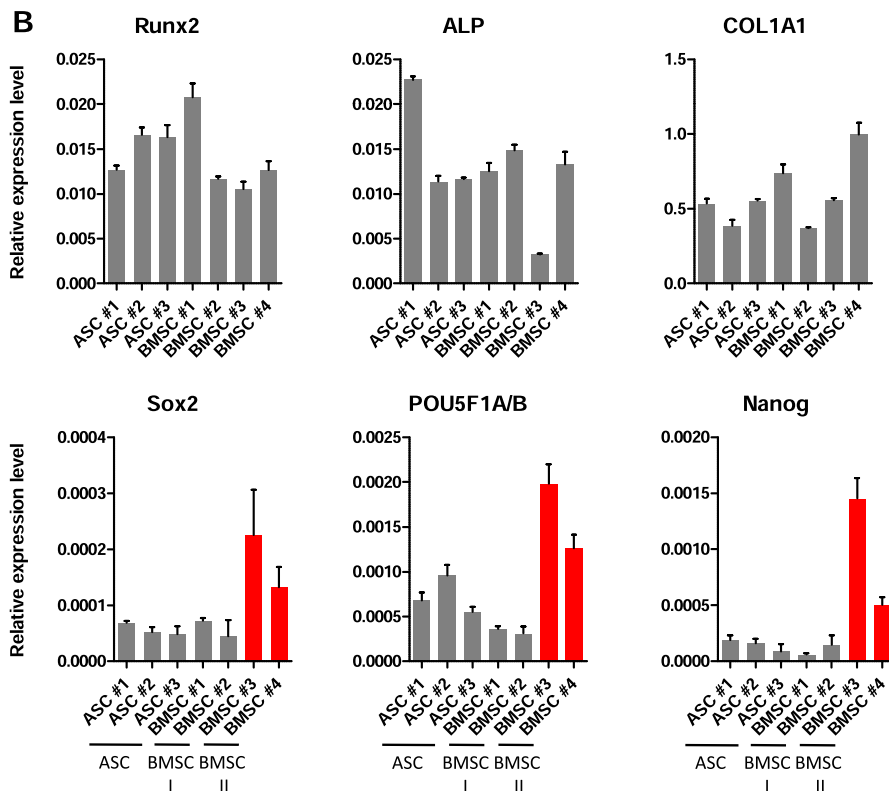 B
Runx2
ALP
COL1A1
Relative expression level
0.025
0.020
0.015
0.010
0.005
0.000
ASC #1
ASC #2
ASC #3
BMSC #1
BMSC #2
BMSC #3
BMSC #4
0.025
0.020
0.015
0.010
0.005
0.000
ASC #1
ASC #2
ASC #3
BMSC #1
BMSC #2
BMSC #3
BMSC #4
1.5
1.0
0.5
0.0
ASC #1
ASC #2
ASC #3
BMSC #1
BMSC #2
BMSC #3
BMSC #4
Sox2
POU5F1A/B
Nanog
Relative expression level
0.0004
0.0003
0.0002
0.0001
0.0000
ASC #1
ASC #2
ASC #3
BMSC #1
BMSC #2
BMSC #3
BMSC #4
ASC
BMSC
I
BMSC
II
0.0025
0.0020
0.0015
0.0010
0.0005
0.0000
ASC #1
ASC #2
ASC #3
BMSC #1
BMSC #2
BMSC #3
BMSC #4
ASC
BMSC
I
BMSC
II
0.0020
0.0015
0.0010
0.0005
0.0000
ASC #1
ASC #2
ASC #3
BMSC #1
BMSC #2
BMSC #3
BMSC #4
ASC
BMSC
I
BMSC
II